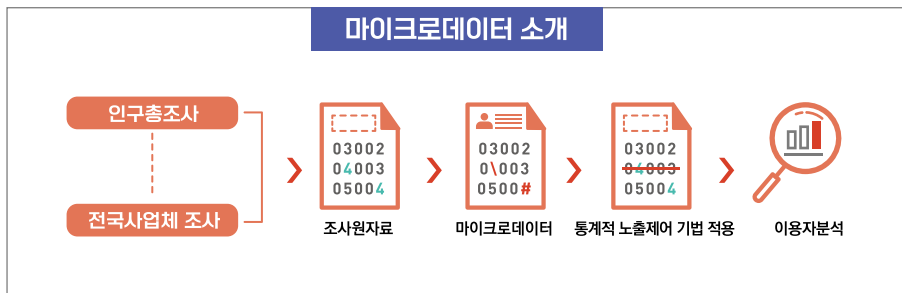 마이크로데이터 소개
인구총조사
전국사업체 조사
03002
04003
05004
조사원자료
03002
0\003
0500#
마이크로데이터
03002
04003
05004
통계적 노출제어 기법 적용
이용자분석